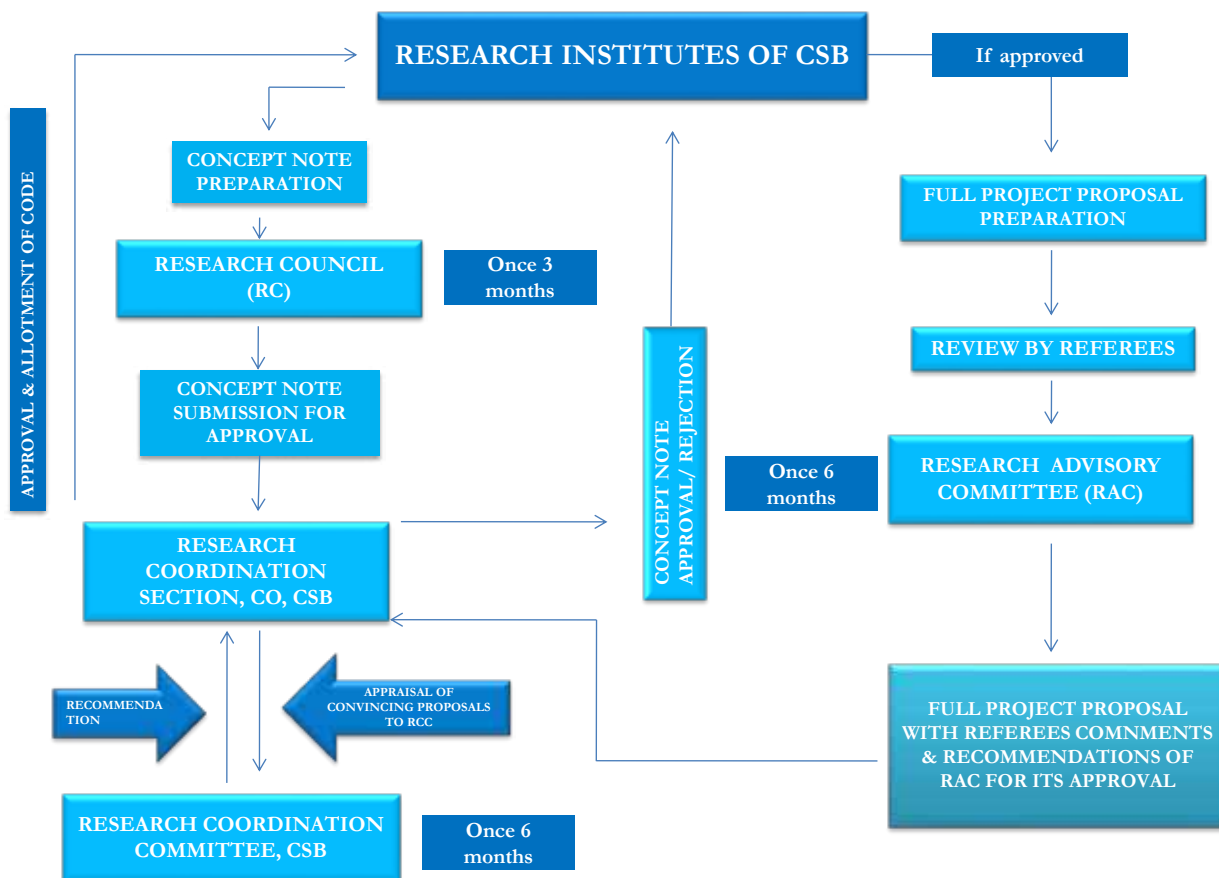 RESEARCH INSTITUTES OF CSB
If approved
APPROVAL & ALLOTMENT OF CODE
CONCEPT NOTE
PREPARATION
RESEARCH COUNCIL
(RC)
Once 3
months
CONCEPT NOTE
SUBMISSION FOR
APPROVAL
RESEARCH
COORDINATION
SECTION, CO, CSB
RECOMMENDA
TION
APPRAISAL OF
CONVINCING PROPOSALS
TO RCC
RESEARCH COORDINATION
COMMITTEE, CSB
Once 6
months
CONCEPT NOTE
APPROVAL/ REJECTION
FULL PROJECT PROPOSAL
PREPARATION
REVIEW BY REFEREES
Once 6
months
RESEARCH ADVISORY
COMMITTEE (RAC)
FULL PROJECT PROPOSAL
WITH REFEREES COMNMENTS
& RECOMMENDATIONS OF
RAC FOR ITS APPROVAL